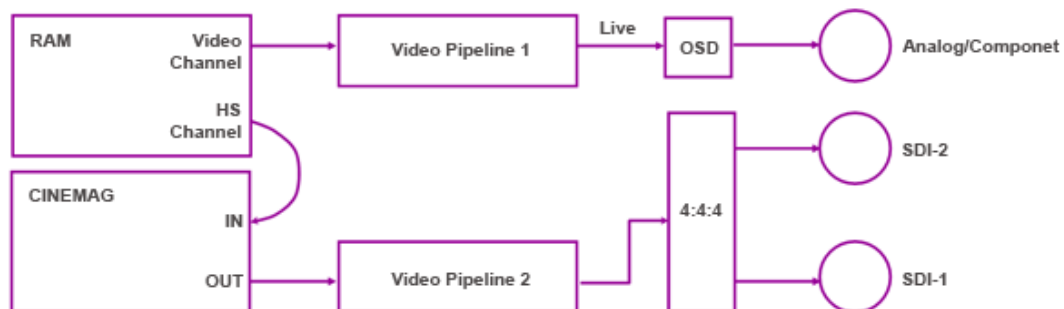 RAM
Video
Channel
HS
Channel
Video Pipeline 1
Live
OSD
Analog/Componet
CINEMAG
IN
OUT
Video Pipeline 2
4:4:4
SDI-2
SDI-1